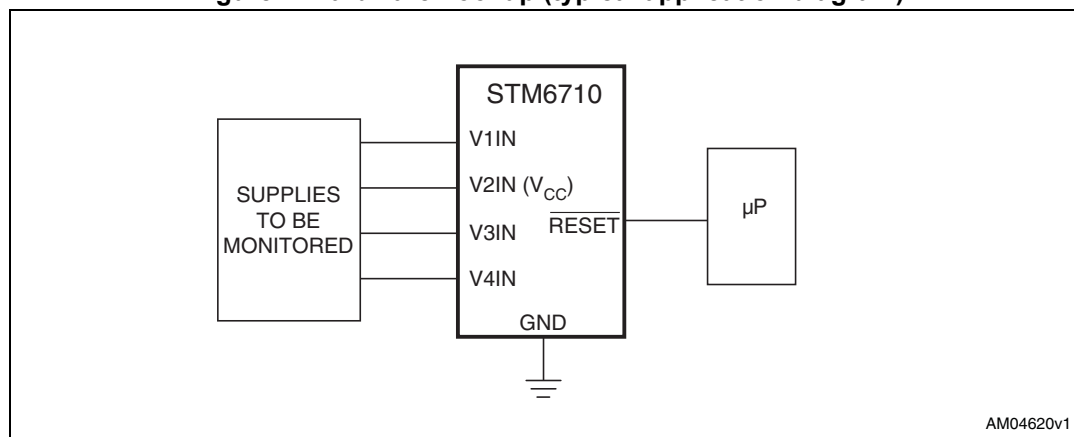 STM6710
V1IN
V2IN (VCC)
V3IN
RESET
V4IN
GND
SUPPLIES
TO BE
MONITORED
µP
AM04620v1